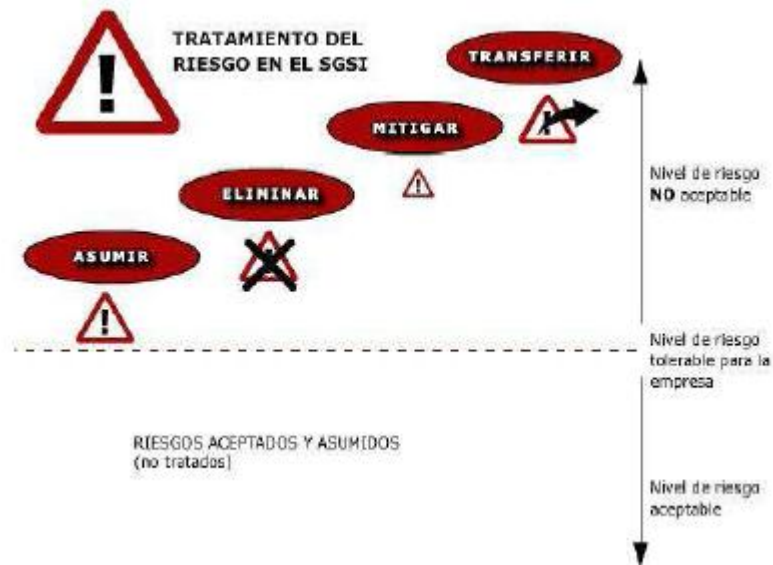 TRATAMIENTO DEL
RIESGO EN EL SGSI
TRANSFERIR
MITIGAR
ELIMINAR
ASUMIR
Nivel de riesgo
NO aceptable
Nivel de riesgo
tolerable para la
empresa
RIESGOS ACEPTADOS Y ASUMIDOS
(no tratados)
Nivel de riesgo
aceptable